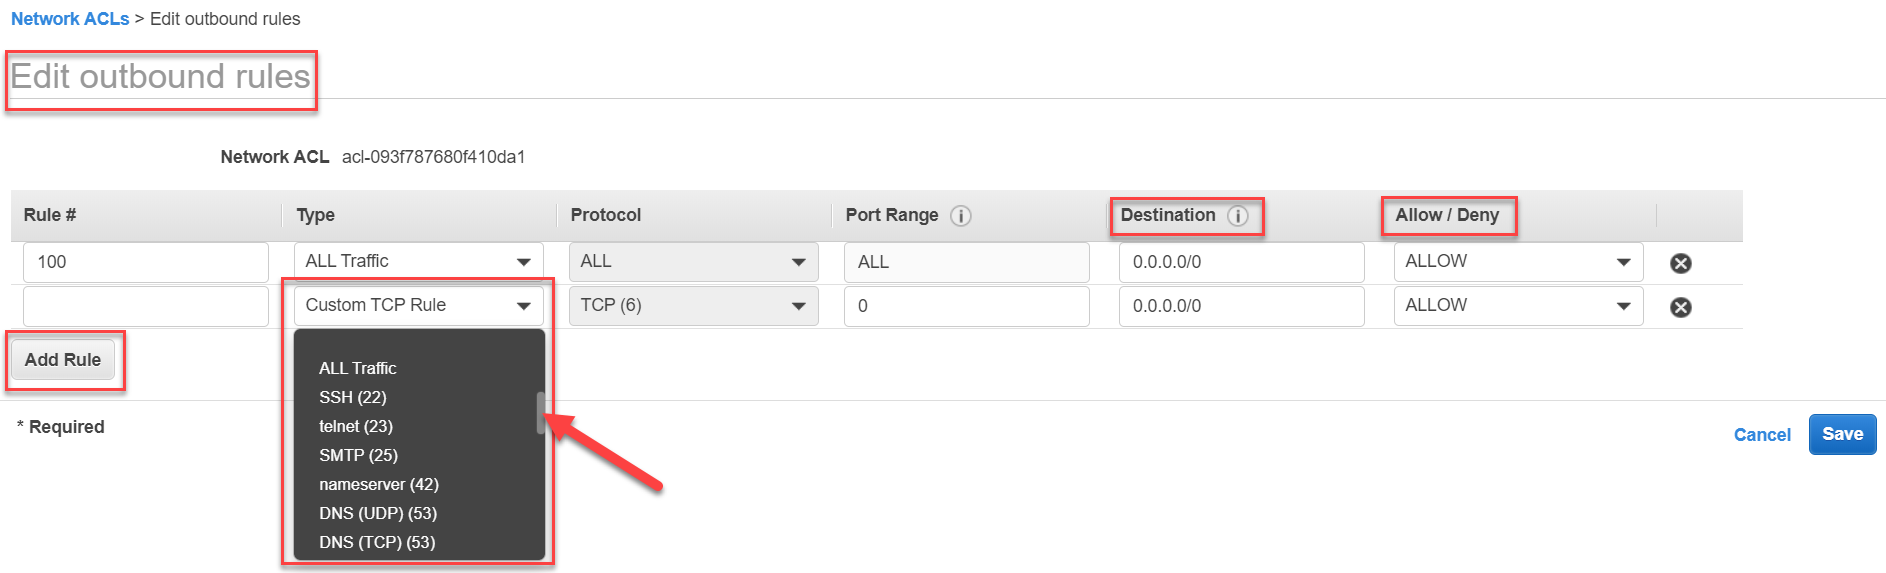 Network ACLs > Edit outbound rules
Edit outbound rules
Network ACL acl-093f787680f410da1
Rule # Type Protocol Port Range i Destination i Allow / Deny
100 ALL Traffic ALL ALL 0.0.0.0/0 ALLOW
Custom TCP Rule TCP (6) 0 0.0.0.0/0 ALLOW
Add Rule
ALL Traffic
SSH (22)
telnet (23)
SMTP (25)
nameserver (42)
DNS (UDP) (53)
DNS (TCP) (53)
* Required
Cancel Save